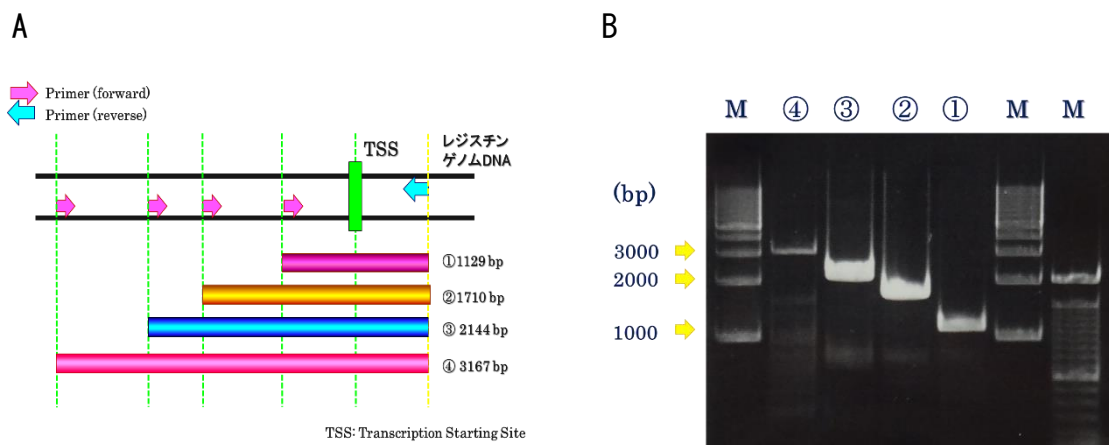 A
Primer (forward)
Primer (reverse)
TSS
レジスチン
ゲノムDNA
①1129 bp
②1710 bp
③ 2144 bp
④ 3167 bp
TSS: Transcription Starting Site
B
M ④ ③ ② ① M M
(bp)
3000
2000
1000